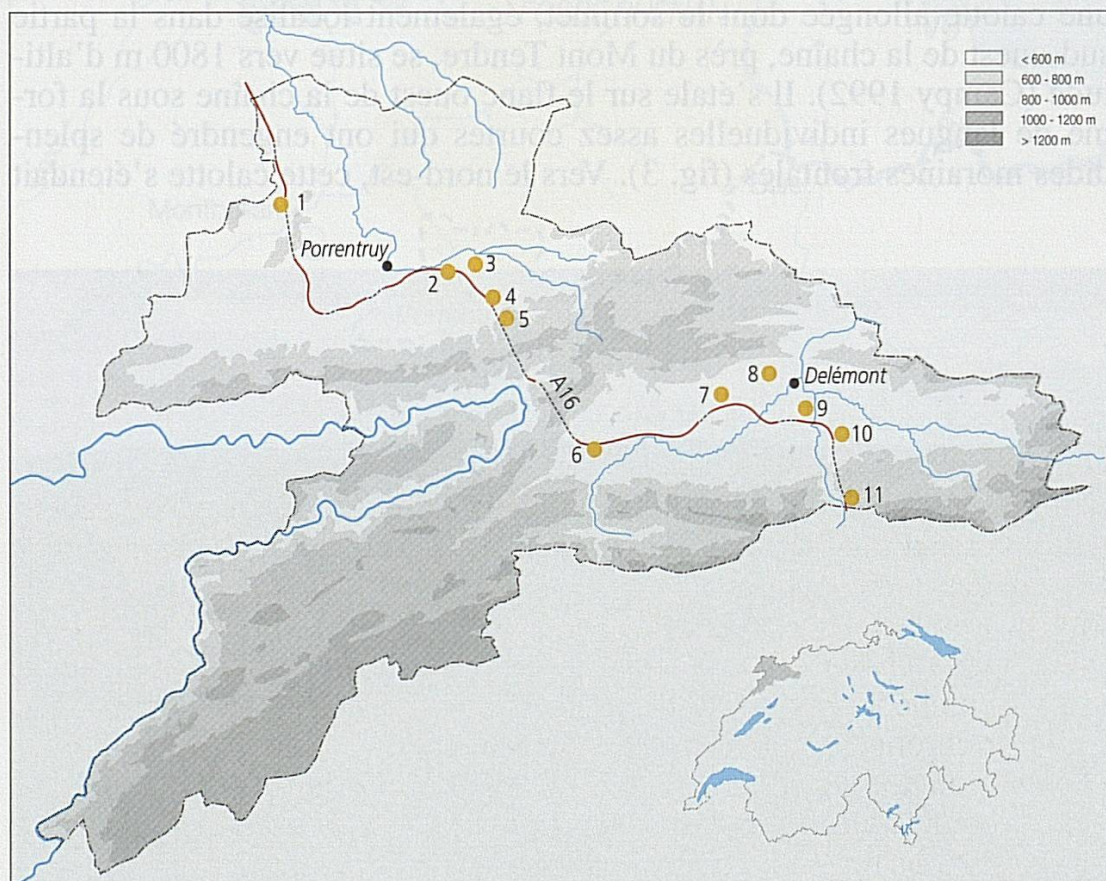 une calotte allongée dont le sommet, également localisé dans la partie
sud-ouest de la chaîne, près du Mont Tendre, se situe vers 1800 m d'alti-
1992). Il s'étale sur le flanc ouest de la chaîne sous la for-
me de langues individuelles assez courtes qui ont engendré de splen-
dides moraines frontales (fig. 3). Vers le nord-est, cette calotte s'étendait
< 600 m
600 - 800 m
800 - 1000 m
1000 - 1200 m
> 1200 m
1
Porrentruy
2
3
4
5
A16
6
7
8
Delémont
9
10
11